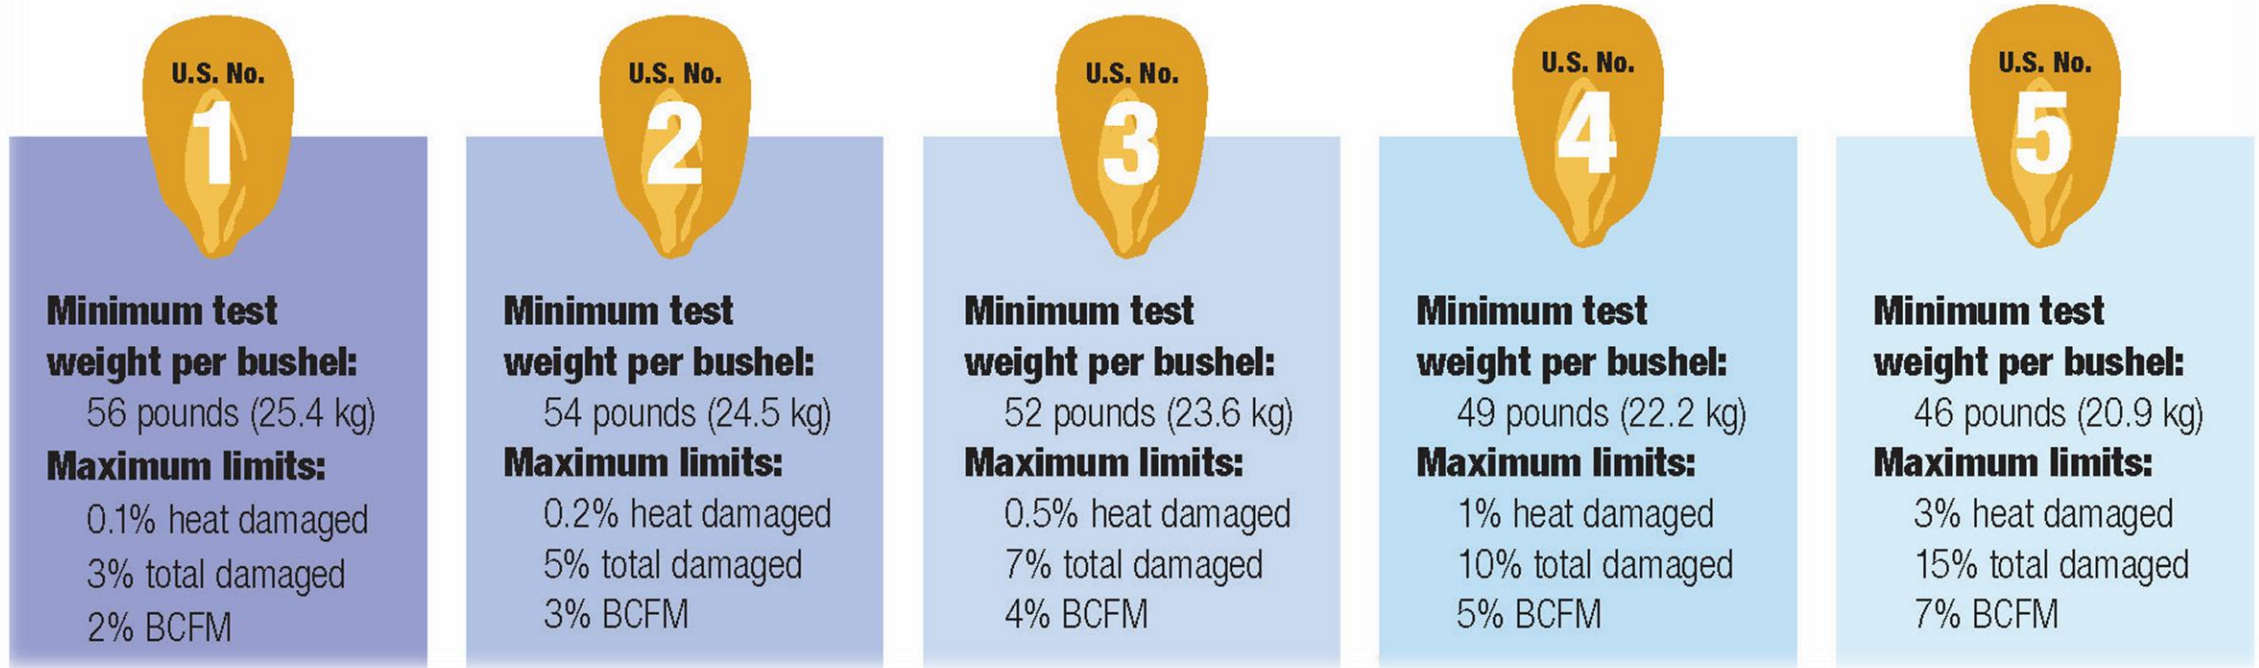 U.S. No.
1
Minimum test
weight per bushel:
56 pounds (25.4 kg)
Maximum limits:
0.1% heat damaged
3% total damaged
2% BCFM
U.S. No.
2
Minimum test
weight per bushel:
54 pounds (24.5 kg)
Maximum limits:
0.2% heat damaged
5% total damaged
3% BCFM
U.S. No.
3
Minimum test
weight per bushel:
52 pounds (23.6 kg)
Maximum limits:
0.5% heat damaged
7% total damaged
4% BCFM
U.S. No.
4
Minimum test
weight per bushel:
49 pounds (22.2 kg)
Maximum limits:
1% heat damaged
10% total damaged
5% BCFM
U.S. No.
5
Minimum test
weight per bushel:
46 pounds (20.9 kg)
Maximum limits:
3% heat damaged
15% total damaged
7% BCFM